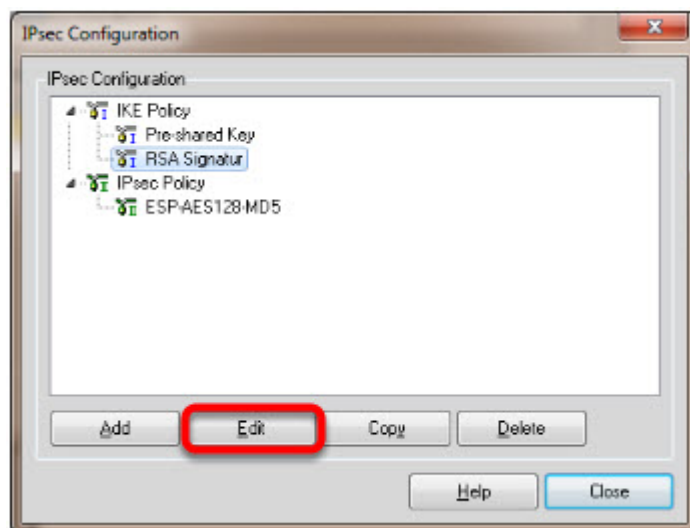 IPsec Configuration
IPsec Configuration
IKE Policy
Pre-shared Key
RSA Signatur
IPsec Policy
ESP-AES128-MD5
Add Edit Copy Delete
Help Close